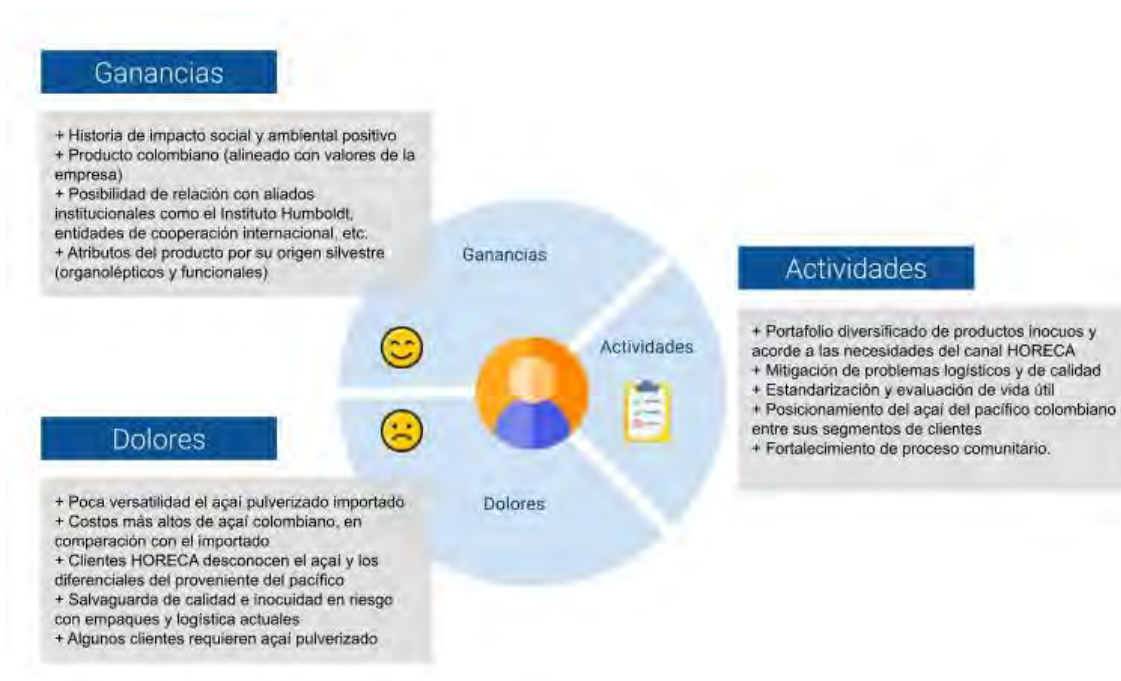 Ganancias
+ Historia de impacto social y ambiental positivo
+ Producto colombiano (alineado con valores de la
empresa)
+ Posibilidad de relación con aliados
institucionales como el Instituto Humboldt,
entidades de cooperación internacional, etc.
+ Atributos del producto por su origen silvestre
(organolépticos y funcionales)
Ganancias
Actividades
+ Portafolio diversificado de productos inocuos y
acorde a las necesidades del canal HORECA
+ Mitigación de problemas logísticos y de calidad
+ Estandarización y evaluación de vida útil
+ Posicionamiento del açaí del pacífico colombiano
entre sus segmentos de clientes
+ Fortalecimiento de proceso comunitario.
Actividades
Dolores
+ Poca versatilidad el açaí pulverizado importado
+ Costos más altos de açaí colombiano, en
comparación con el importado
+ Clientes HORECA desconocen el açaí y los
diferenciales del proveniente del pacífico
+ Salvaguarda de calidad e inocuidad en riesgo
con empaques y logística actuales
+ Algunos clientes requieren açaí pulverizado
Dolores